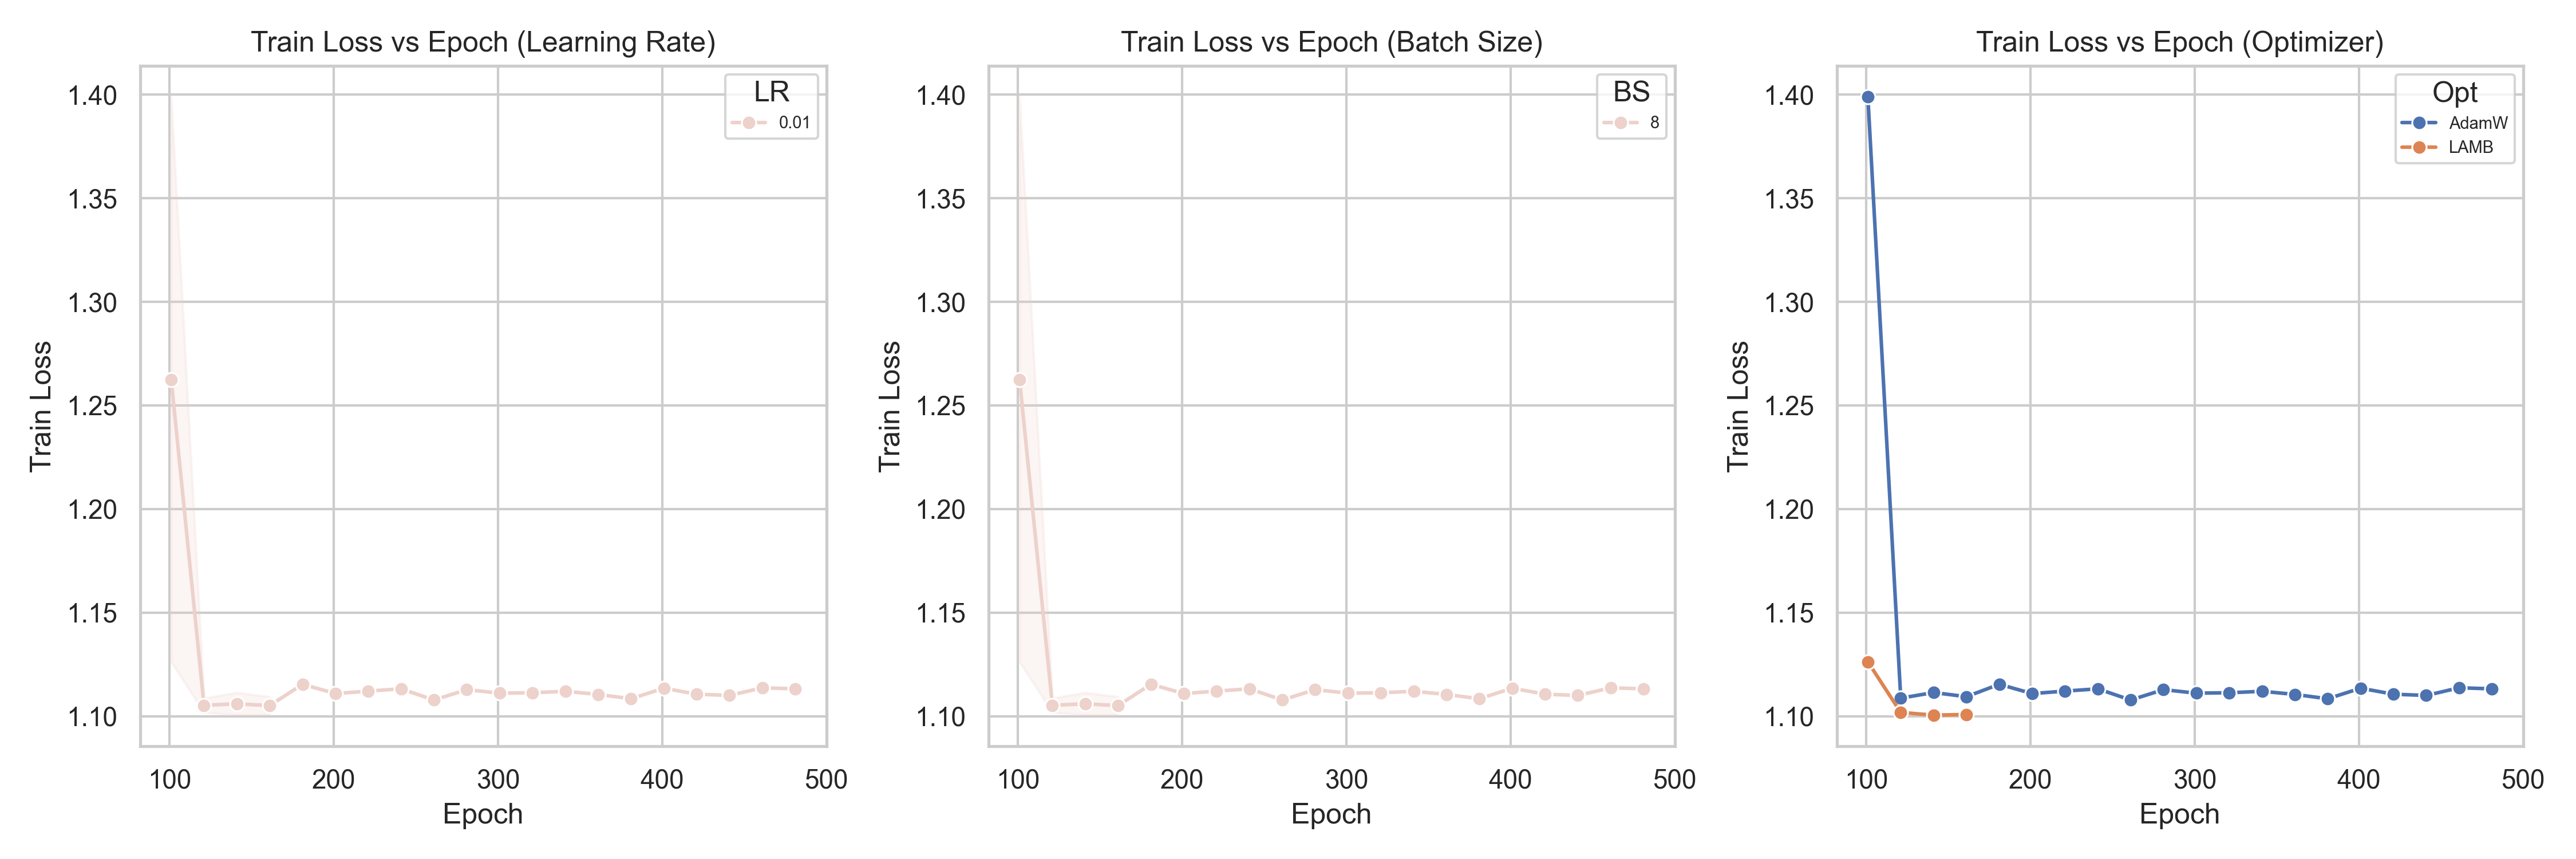 Train Loss vs Epoch (Learning Rate)
LR
0.01
1.40
1.35
1.30
1.25
1.20
1.15
1.10
Train Loss
100 200 300 400 500
Epoch
Train Loss vs Epoch (Batch Size)
BS
8
1.40
1.35
1.30
1.25
1.20
1.15
1.10
Train Loss
100 200 300 400 500
Epoch
Train Loss vs Epoch (Optimizer)
Opt
AdamW
LAMB
1.40
1.35
1.30
1.25
1.20
1.15
1.10
Train Loss
100 200 300 400 500
Epoch